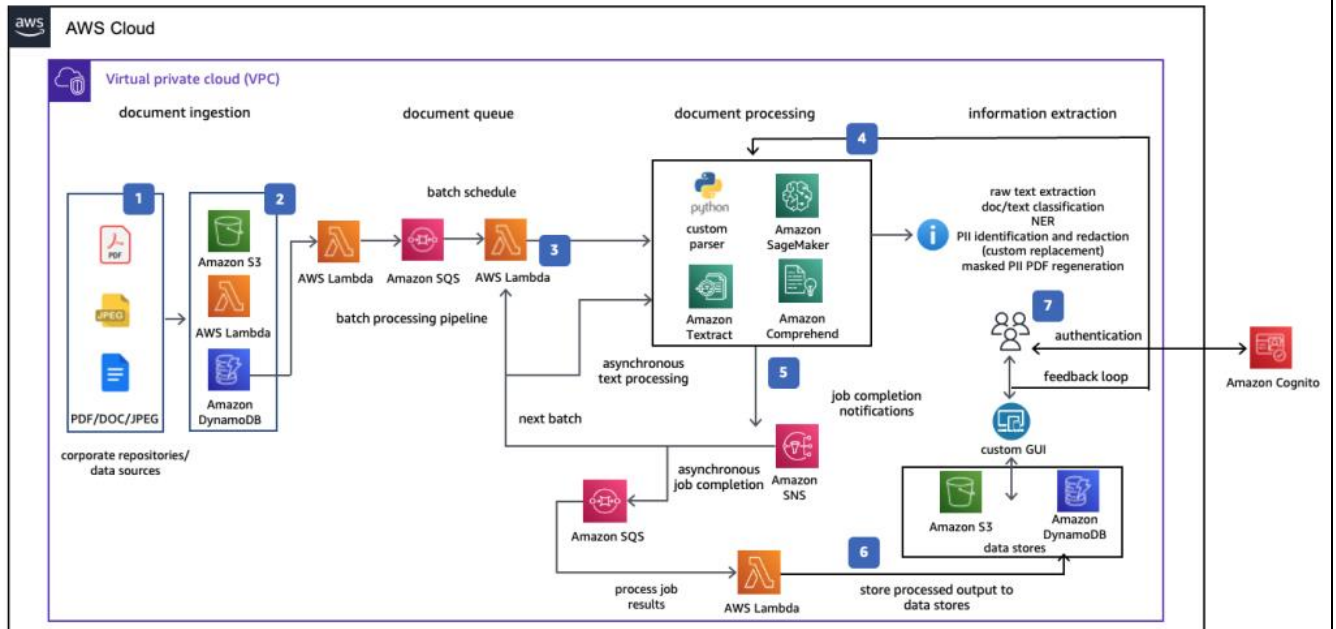 aws
AWS Cloud
Virtual private cloud (VPC)
document ingestion
document queue
document processing
information extraction
1
PDF
JPEG
PDF/DOC/JPEG
corporate repositories/
data sources
2
Amazon S3
AWS Lambda
Amazon
DynamoDB
batch schedule
AWS Lambda
Amazon SQS
AWS Lambda
3
batch processing pipeline
4
python
custom
parser
Amazon
SageMaker
Amazon
Textract
Amazon
Comprehend
raw text extraction
doc/text classification
NER
PII identification and redaction
(custom replacement)
masked PII PDF regeneration
asynchronous
text processing
5
job completion
notifications
next batch
asynchronous
job completion
Amazon
SNS
Amazon SQS
process job
results
AWS Lambda
6
store processed output to
data stores
7
authentication
feedback loop
Amazon Cognito
custom GUI
Amazon S3
Amazon
DynamoDB
data stores